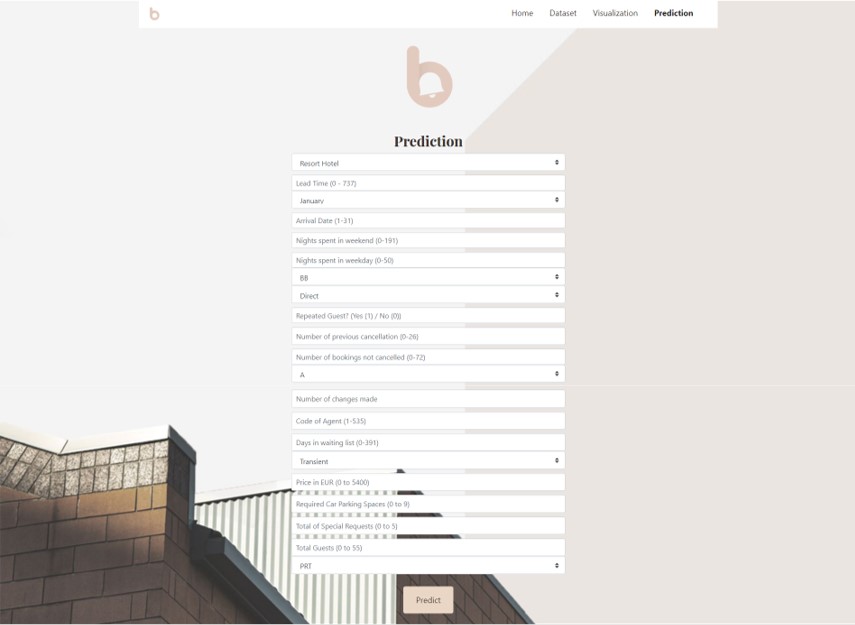 b
Home Dataset Visualization Prediction
b
Prediction
Resort Hotel
Lead Time (0 - 737)
January
Arrival Date (1-31)
Nights spent in weekend (0-191)
Nights spent in weekday (0-50)
BB
Direct
Repeated Guest? (Yes (1) / No (0))
Number of previous cancellation (0-26)
Number of bookings not cancelled (0-72)
A
Number of changes made
Code of Agent (1-535)
Days in waiting list (0-391)
Transient
Price in EUR (0 to 5400)
Required Car Parking Spaces (0 to 9)
Total of Special Requests (0 to 5)
Total Guests (0 to 55)
PRT
Predict